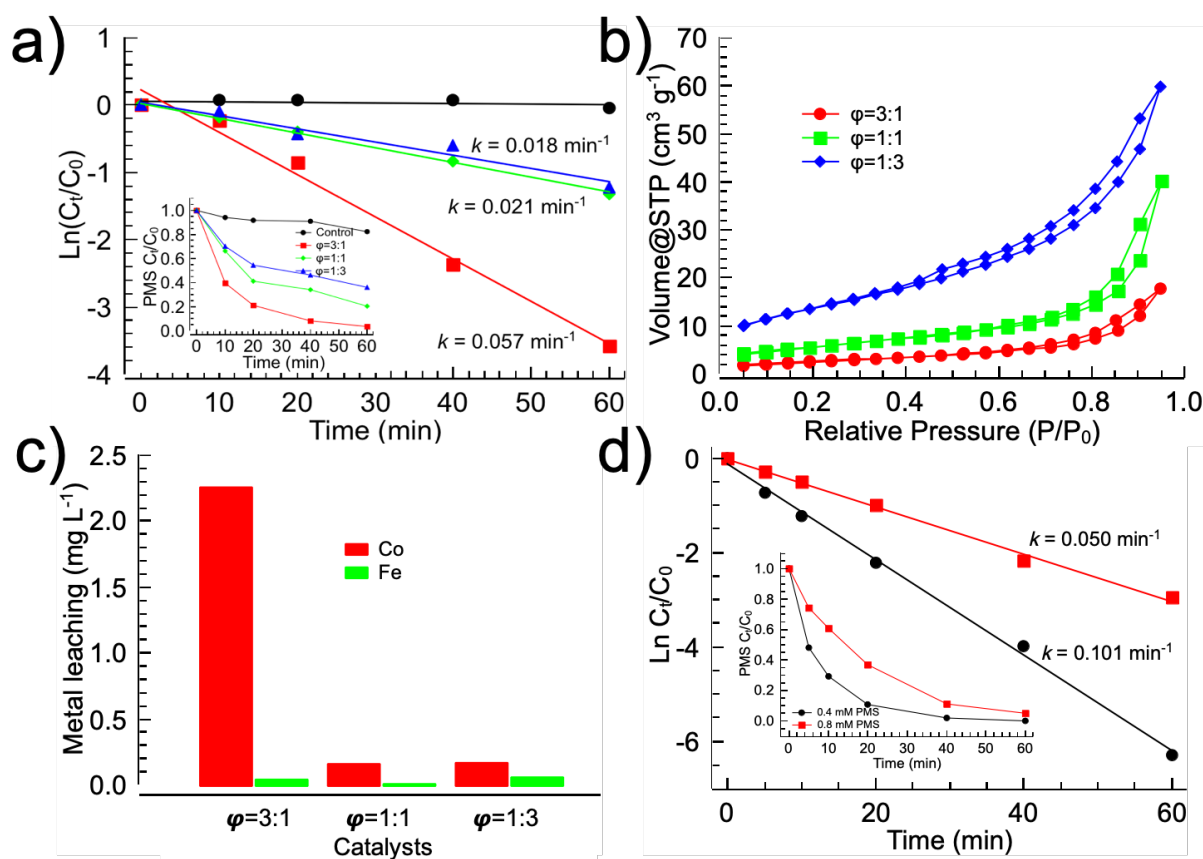 a)
1
0
-1
-2
-3
-4
Ln(Cₜ/C₀)
k = 0.018 min⁻¹
k = 0.021 min⁻¹
k = 0.057 min⁻¹
1.0
0.8
0.6
0.4
0.2
0.0
PMS Cₜ/C₀
Control
φ=3:1
φ=1:1
φ=1:3
0 10 20 30 40 50 60
Time (min)
0 20 40 60
Time (min)
b)
70
60
50
40
30
20
10
0
Volume@STP (cm³ g⁻¹)
φ=3:1
φ=1:1
φ=1:3
0.0 0.2 0.4 0.6 0.8 1.0
Relative Pressure (P/P₀)
c)
2.5
2.0
1.5
1.0
0.5
0.0
Metal leaching (mg L⁻¹)
Co
Fe
φ=3:1 φ=1:1 φ=1:3
Catalysts
d)
0
-2
-4
-6
Ln Cₜ/C₀
k = 0.050 min⁻¹
k = 0.101 min⁻¹
1.0
0.8
0.6
0.4
0.2
0.0
PMS Cₜ/C₀
0.4 mM PMS
0.8 mM PMS
0 10 20 30 40 50 60
Time (min)
0 20 40 60
Time (min)